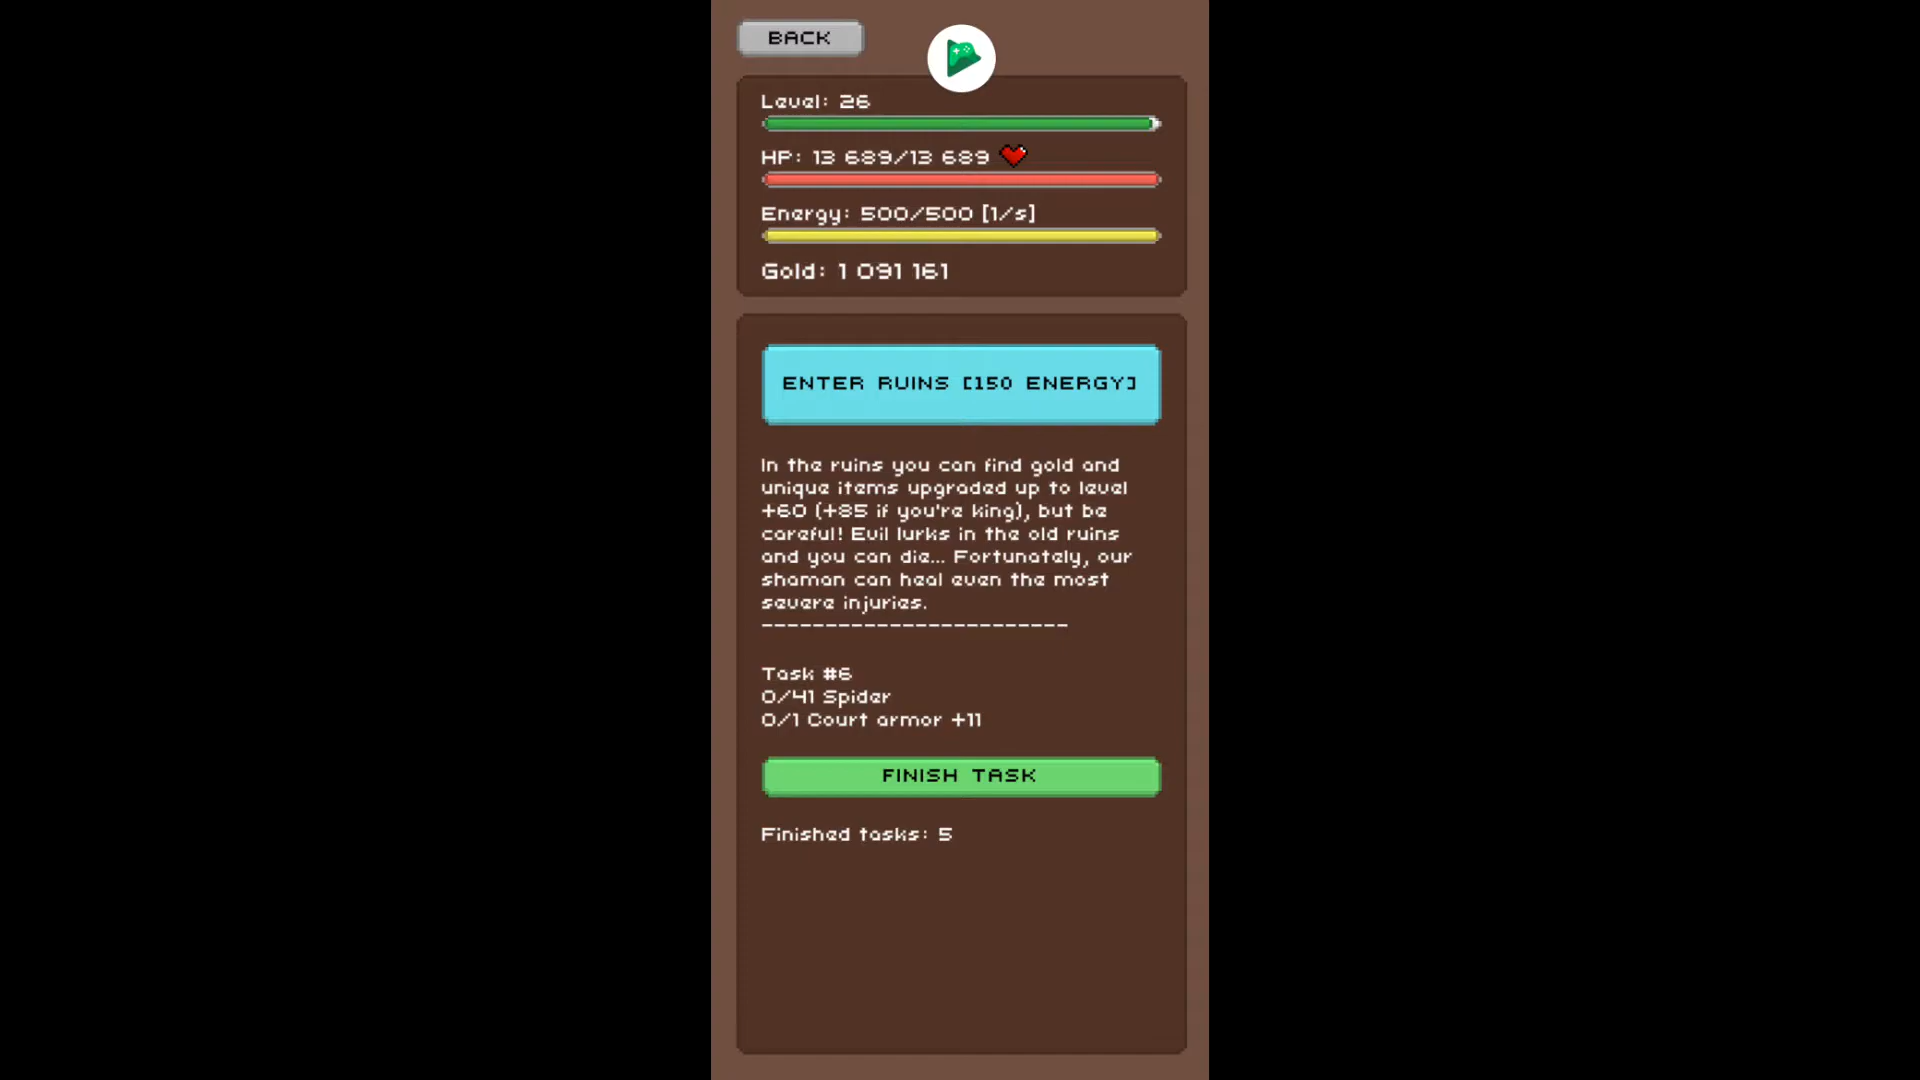 BACK
Level: 26
HP: 13 689/13 689
Energy: 500/500 [1/s]
Gold: 1 091 161
ENTER RUINS [150 ENERGY]
In the ruins you can find gold and
unique items upgraded up to level
+60 (+85 if you're king), but be
careful! Evil lurks in the old ruins
and you can die... Fortunately, our
shaman can heal even the most
severe injuries.
------------------------
Task #6
0/41 Spider
0/1 Court armor +11
FINISH TASK
Finished tasks: 5